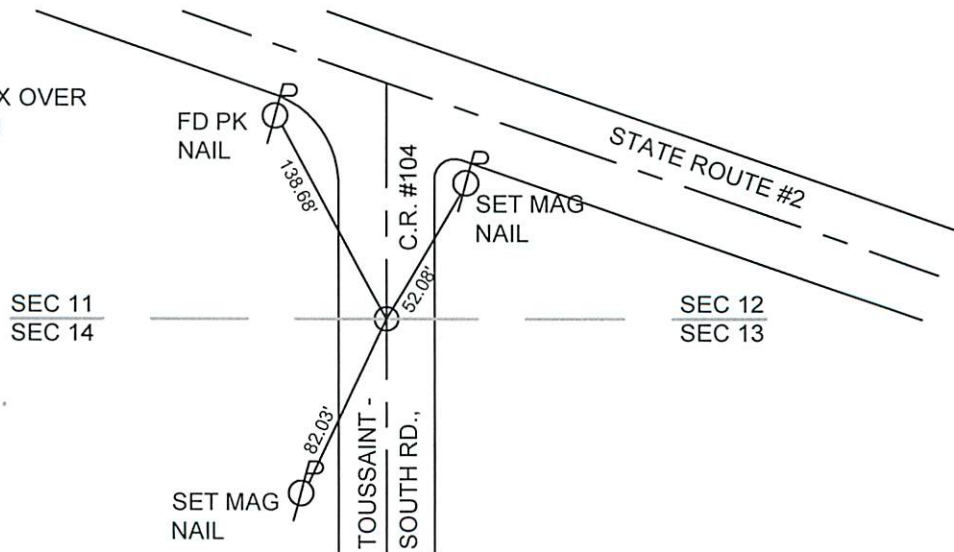 X OVER
FD PK
NAIL
138.68'
C.R. #104
STATE ROUTE #2
SET MAG
NAIL
52.08'
SEC 11
SEC 14
SEC 12
SEC 13
82.03'
SET MAG
NAIL
TOUSSAINT -
SOUTH RD.,